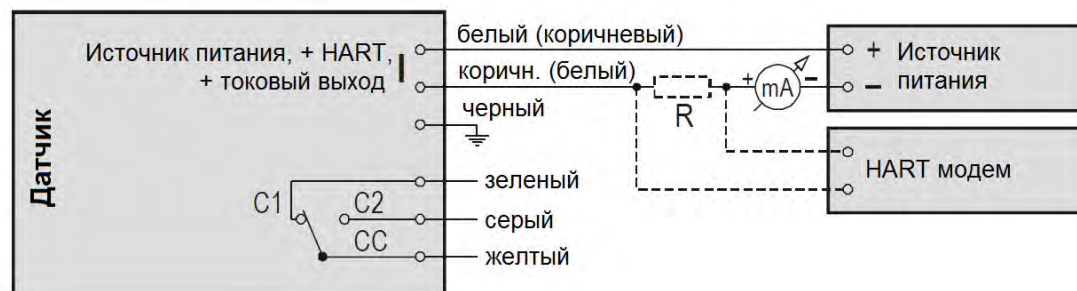 Датчик
Источник питания, + HART,
+ токовый выход
I
белый (коричневый)
коричн. (белый)
черный
зеленый
серый
желтый
C1
C2
CC
R
+ mA −
+ Источник
− питания
HART модем